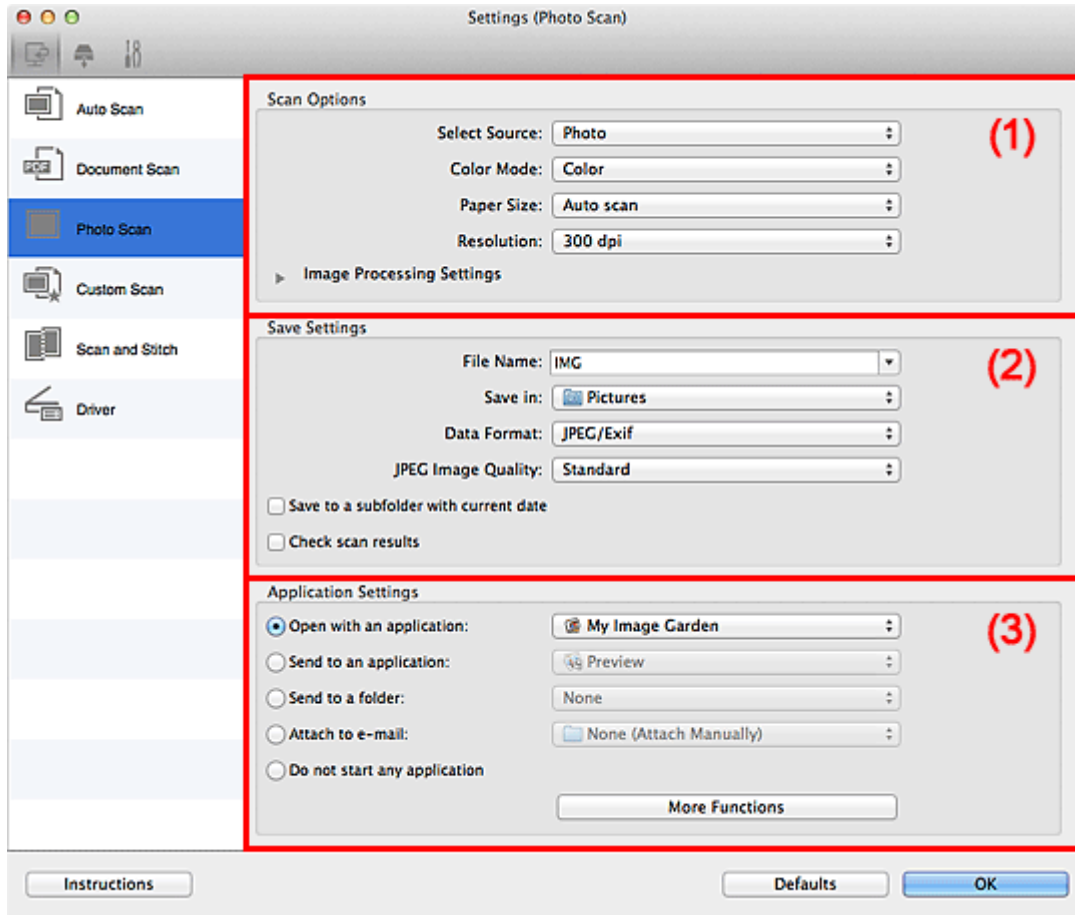 Settings (Photo Scan)
Auto Scan
Document Scan
Photo Scan
Custom Scan
Scan and Stitch
Driver
Scan Options
(1)
Select Source: Photo
Color Mode: Color
Paper Size: Auto scan
Resolution: 300 dpi
Image Processing Settings
Save Settings
(2)
File Name: IMG
Save in: Pictures
Data Format: JPEG/Exif
JPEG Image Quality: Standard
Save to a subfolder with current date
Check scan results
Application Settings
(3)
Open with an application: My Image Garden
Send to an application: Preview
Send to a folder: None
Attach to e-mail: None (Attach Manually)
Do not start any application
More Functions
Instructions Defaults OK